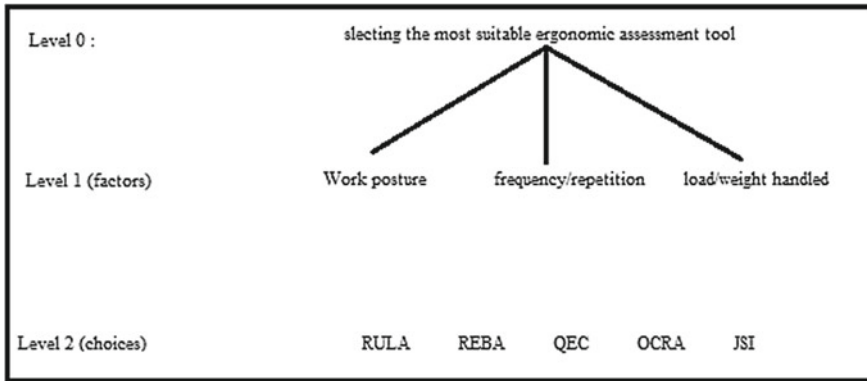 Level 0 : slecting the most suitable ergonomic assessment tool
Level 1 (factors) Work posture frequency/repetition load/weight handled
Level 2 (choices) RULA REBA QEC OCRA JSI